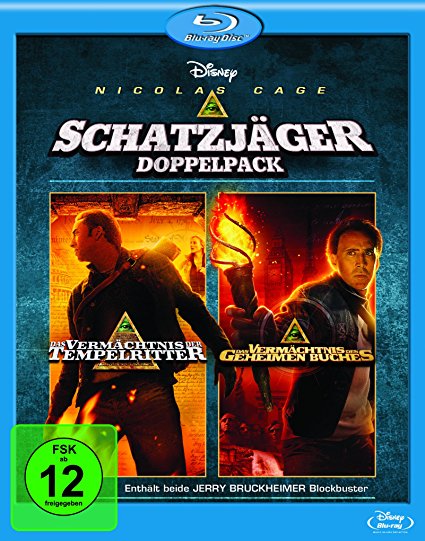 Blu-ray Disc
Disney
NICOLAS CAGE
SCHATZJÄGER
DOPPELPACK
DAS VERMÄCHTNIS DER
TEMPELRITTER
DAS VERMÄCHTNIS DES
GEHEIMEN BUCHES
FSK
ab
12
freigegeben
Enthält beide JERRY BRUCKHEIMER Blockbuster
Disney
Blu-ray